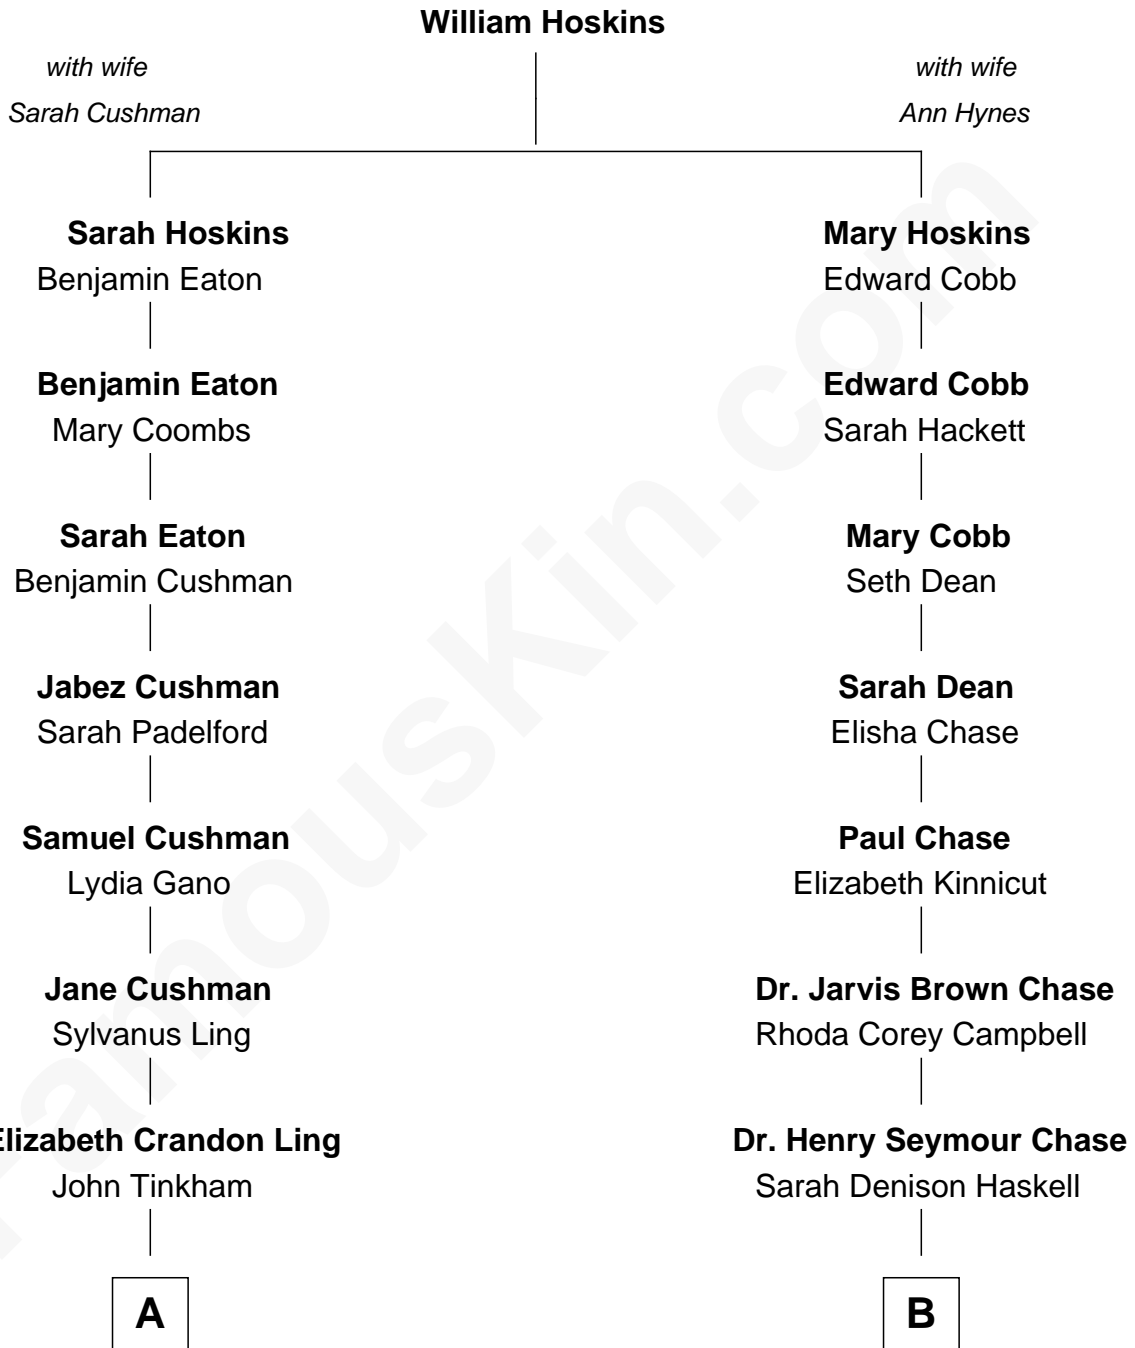 William Hoskins
with wife
Sarah Cushman
with wife
Ann Hynes
Sarah Hoskins
Benjamin Eaton
Mary Hoskins
Edward Cobb
Benjamin Eaton
Mary Coombs
Edward Cobb
Sarah Hackett
Sarah Eaton
Benjamin Cushman
Mary Cobb
Seth Dean
Jabez Cushman
Sarah Padelford
Sarah Dean
Elisha Chase
Samuel Cushman
Lydia Gano
Paul Chase
Elizabeth Kinnicut
Jane Cushman
Sylvanus Ling
Dr. Jarvis Brown Chase
Rhoda Corey Campbell
Elizabeth Crandon Ling
John Tinkham
Dr. Henry Seymour Chase
Sarah Denison Haskell
A
B
FamousKin.com